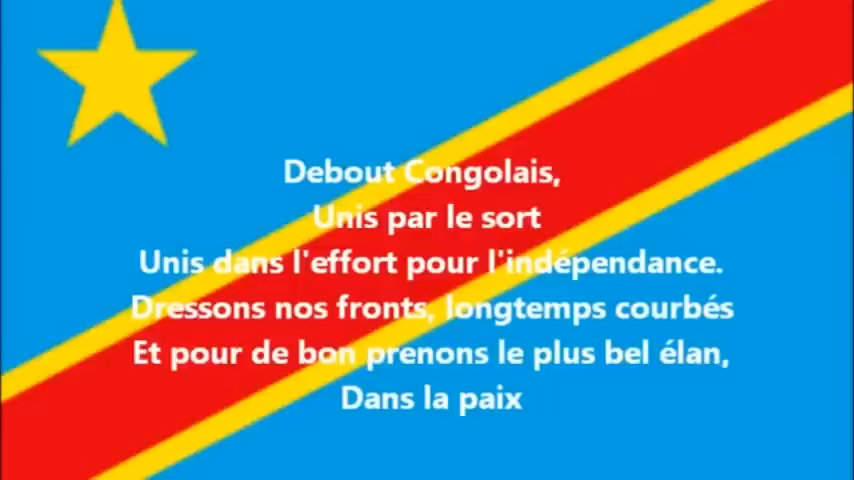 Debout Congolais,
Unis par le sort
Unis dans l'effort pour l'indépendance.
Dressons nos fronts, longtemps courbés
Et pour de bon prenons le plus bel élan,
Dans la paix